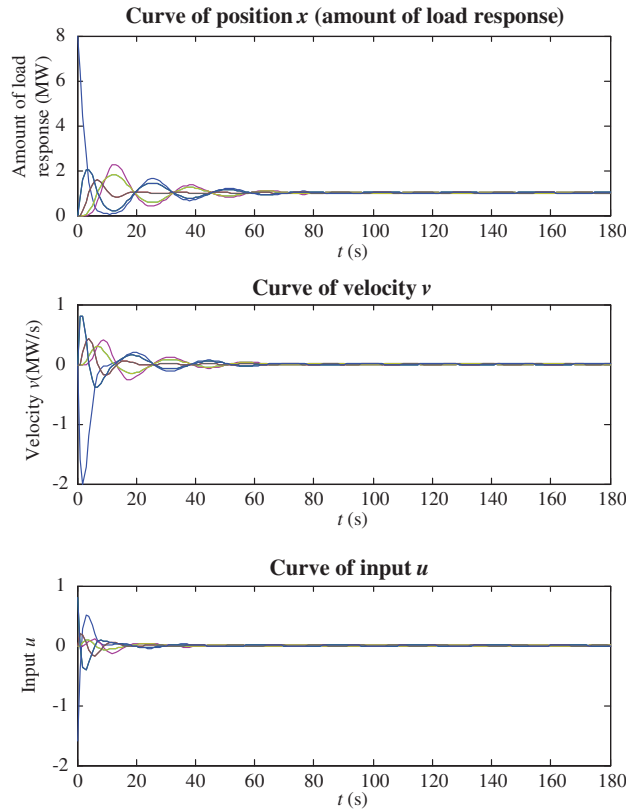 Curve of position x (amount of load response)
Amount of load
response (MW)
8
6
4
2
0
0 20 40 60 80 100 120 140 160 180
t (s)
Curve of velocity v
Velocity v(MW/s)
1
0
-1
-2
0 20 40 60 80 100 120 140 160 180
t (s)
Curve of input u
Input u
1
0
-1
-2
0 20 40 60 80 100 120 140 160 180
t (s)